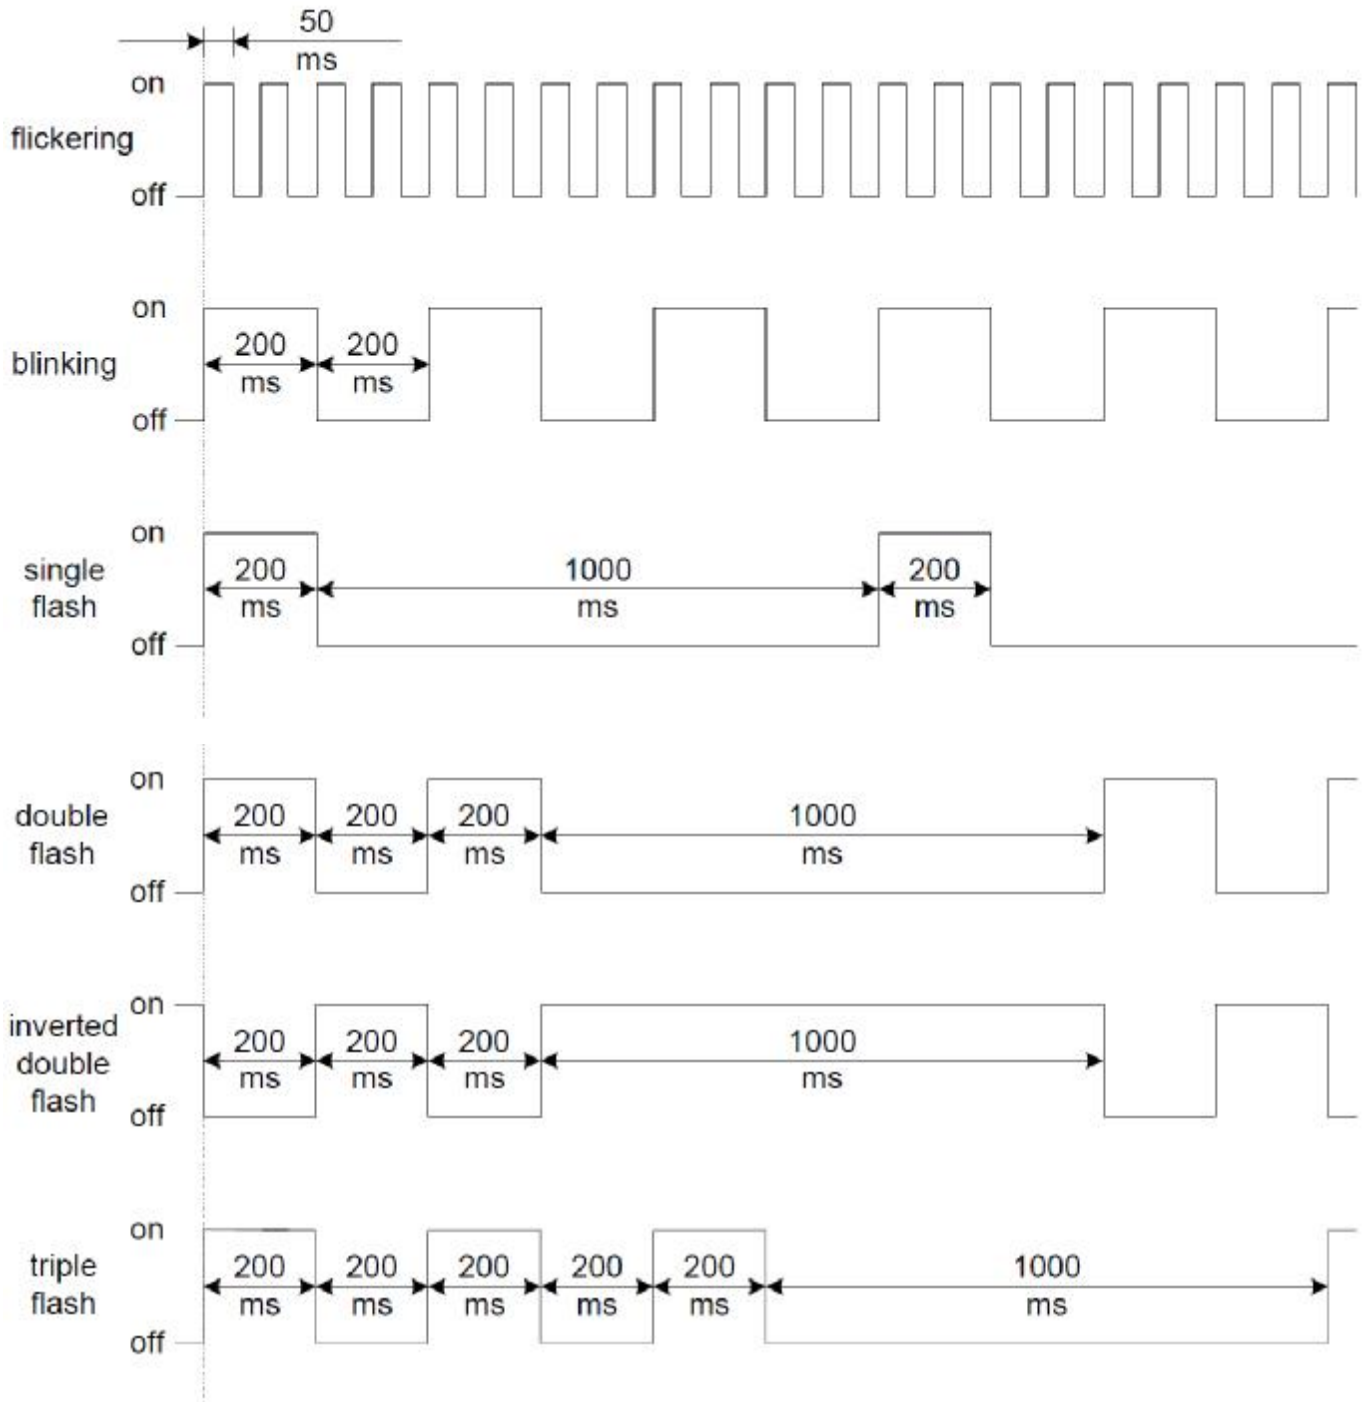 50
ms
on
flickering
off
on
200 200
blinking
ms ms
off
on
single
flash
200 1000 200
ms ms ms
off
on
double
flash
200 200 200 1000
ms ms ms ms
off
on
inverted
double
flash
200 200 200 1000
ms ms ms ms
off
on
triple
flash
200 200 200 200 200 1000
ms ms ms ms ms ms
off